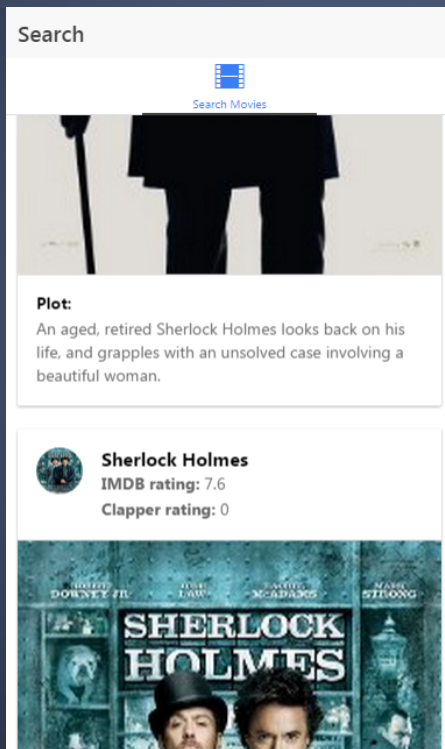 Search
Search Movies
Plot:
An aged, retired Sherlock Holmes looks back on his
life, and grapples with an unsolved case involving a
beautiful woman.
Sherlock Holmes
IMDB rating: 7.6
Clapper rating: 0
DOWNEY JR. LAW McADAMS STRONG
SHERLOCK
HOLMES